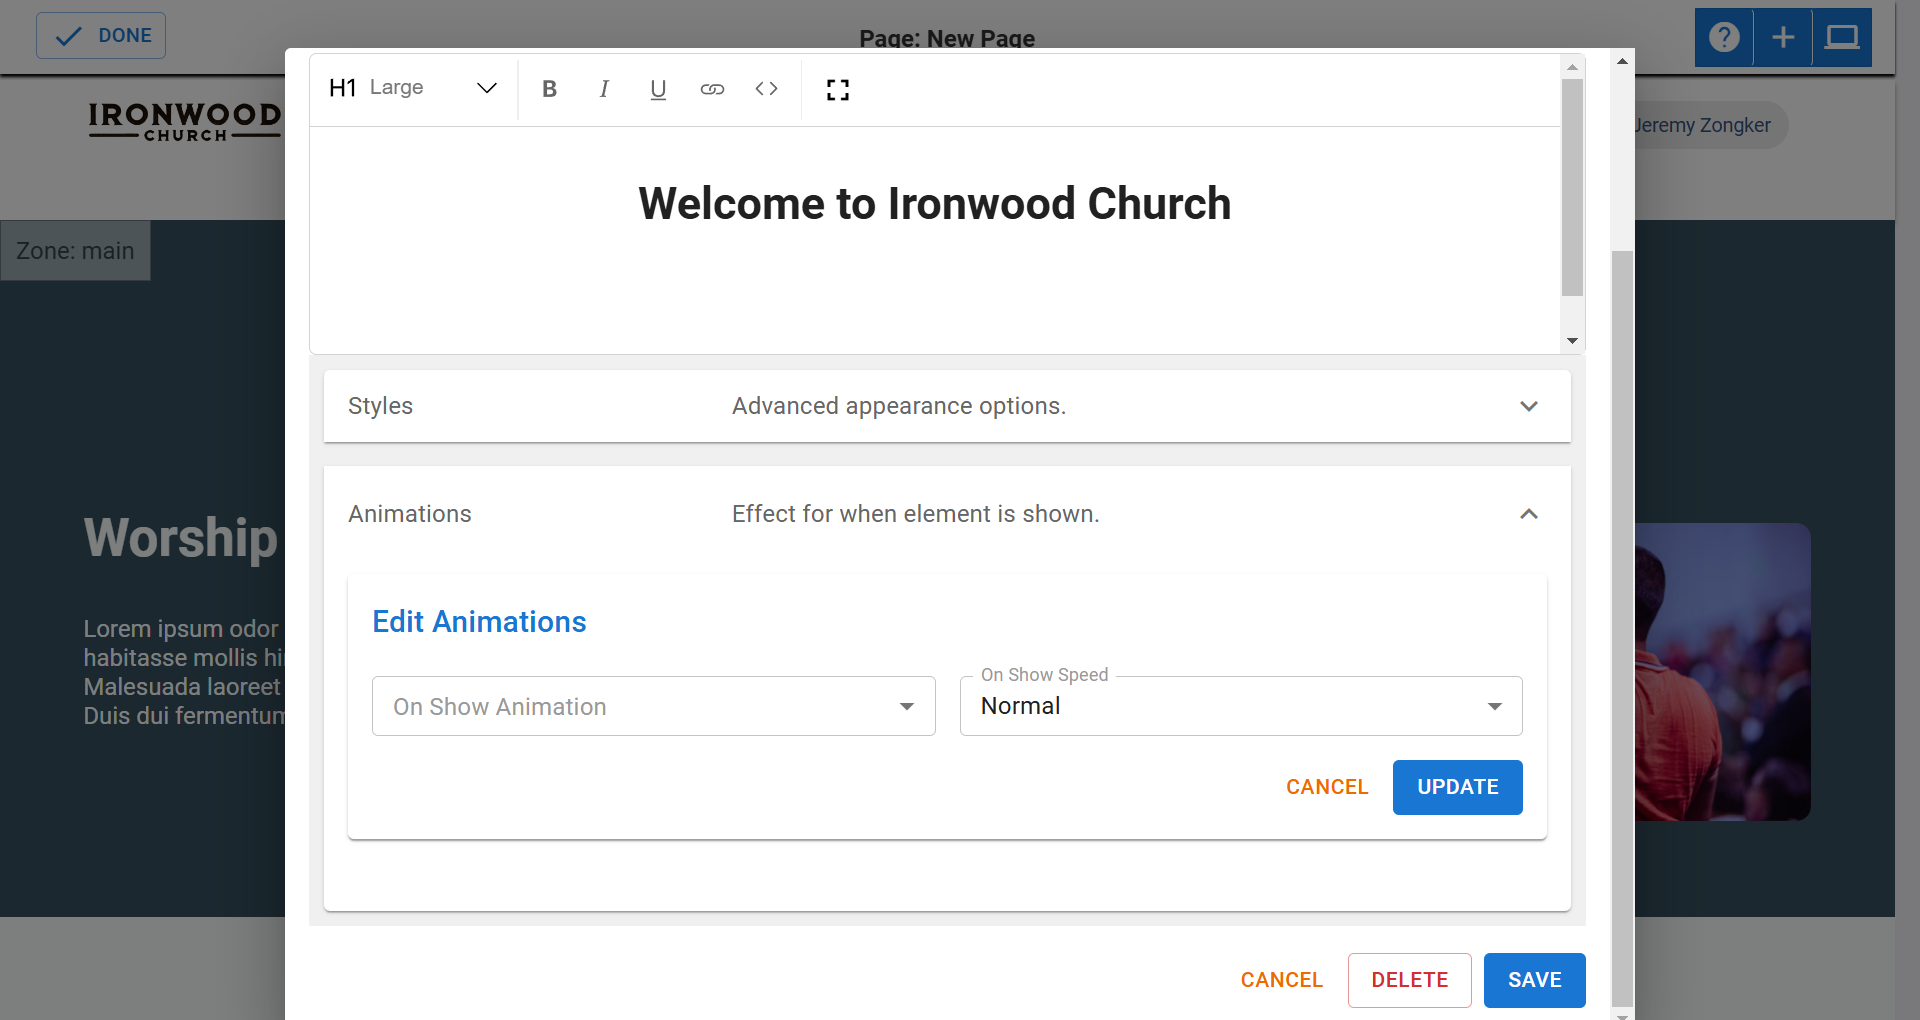 DONE
Page: New Page
IRONWOOD
CHURCH
Jeremy Zongker
H1 Large
B I U
Welcome to Ironwood Church
Zone: main
Styles
Advanced appearance options.
Animations
Effect for when element is shown.
Worship
Edit Animations
Lorem ipsum odor
habitasse mollis
Malesuada laoreet
Duis dui fermentum
On Show Animation
On Show Speed
Normal
CANCEL
UPDATE
CANCEL
DELETE
SAVE